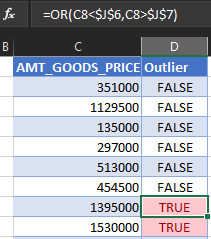 fx =OR(C8<$J$6,C8>$J$7)
B C D
AMT_GOODS_PRICE Outlier
351000 FALSE
1129500 FALSE
135000 FALSE
297000 FALSE
513000 FALSE
454500 FALSE
1395000 TRUE
1530000 TRUE